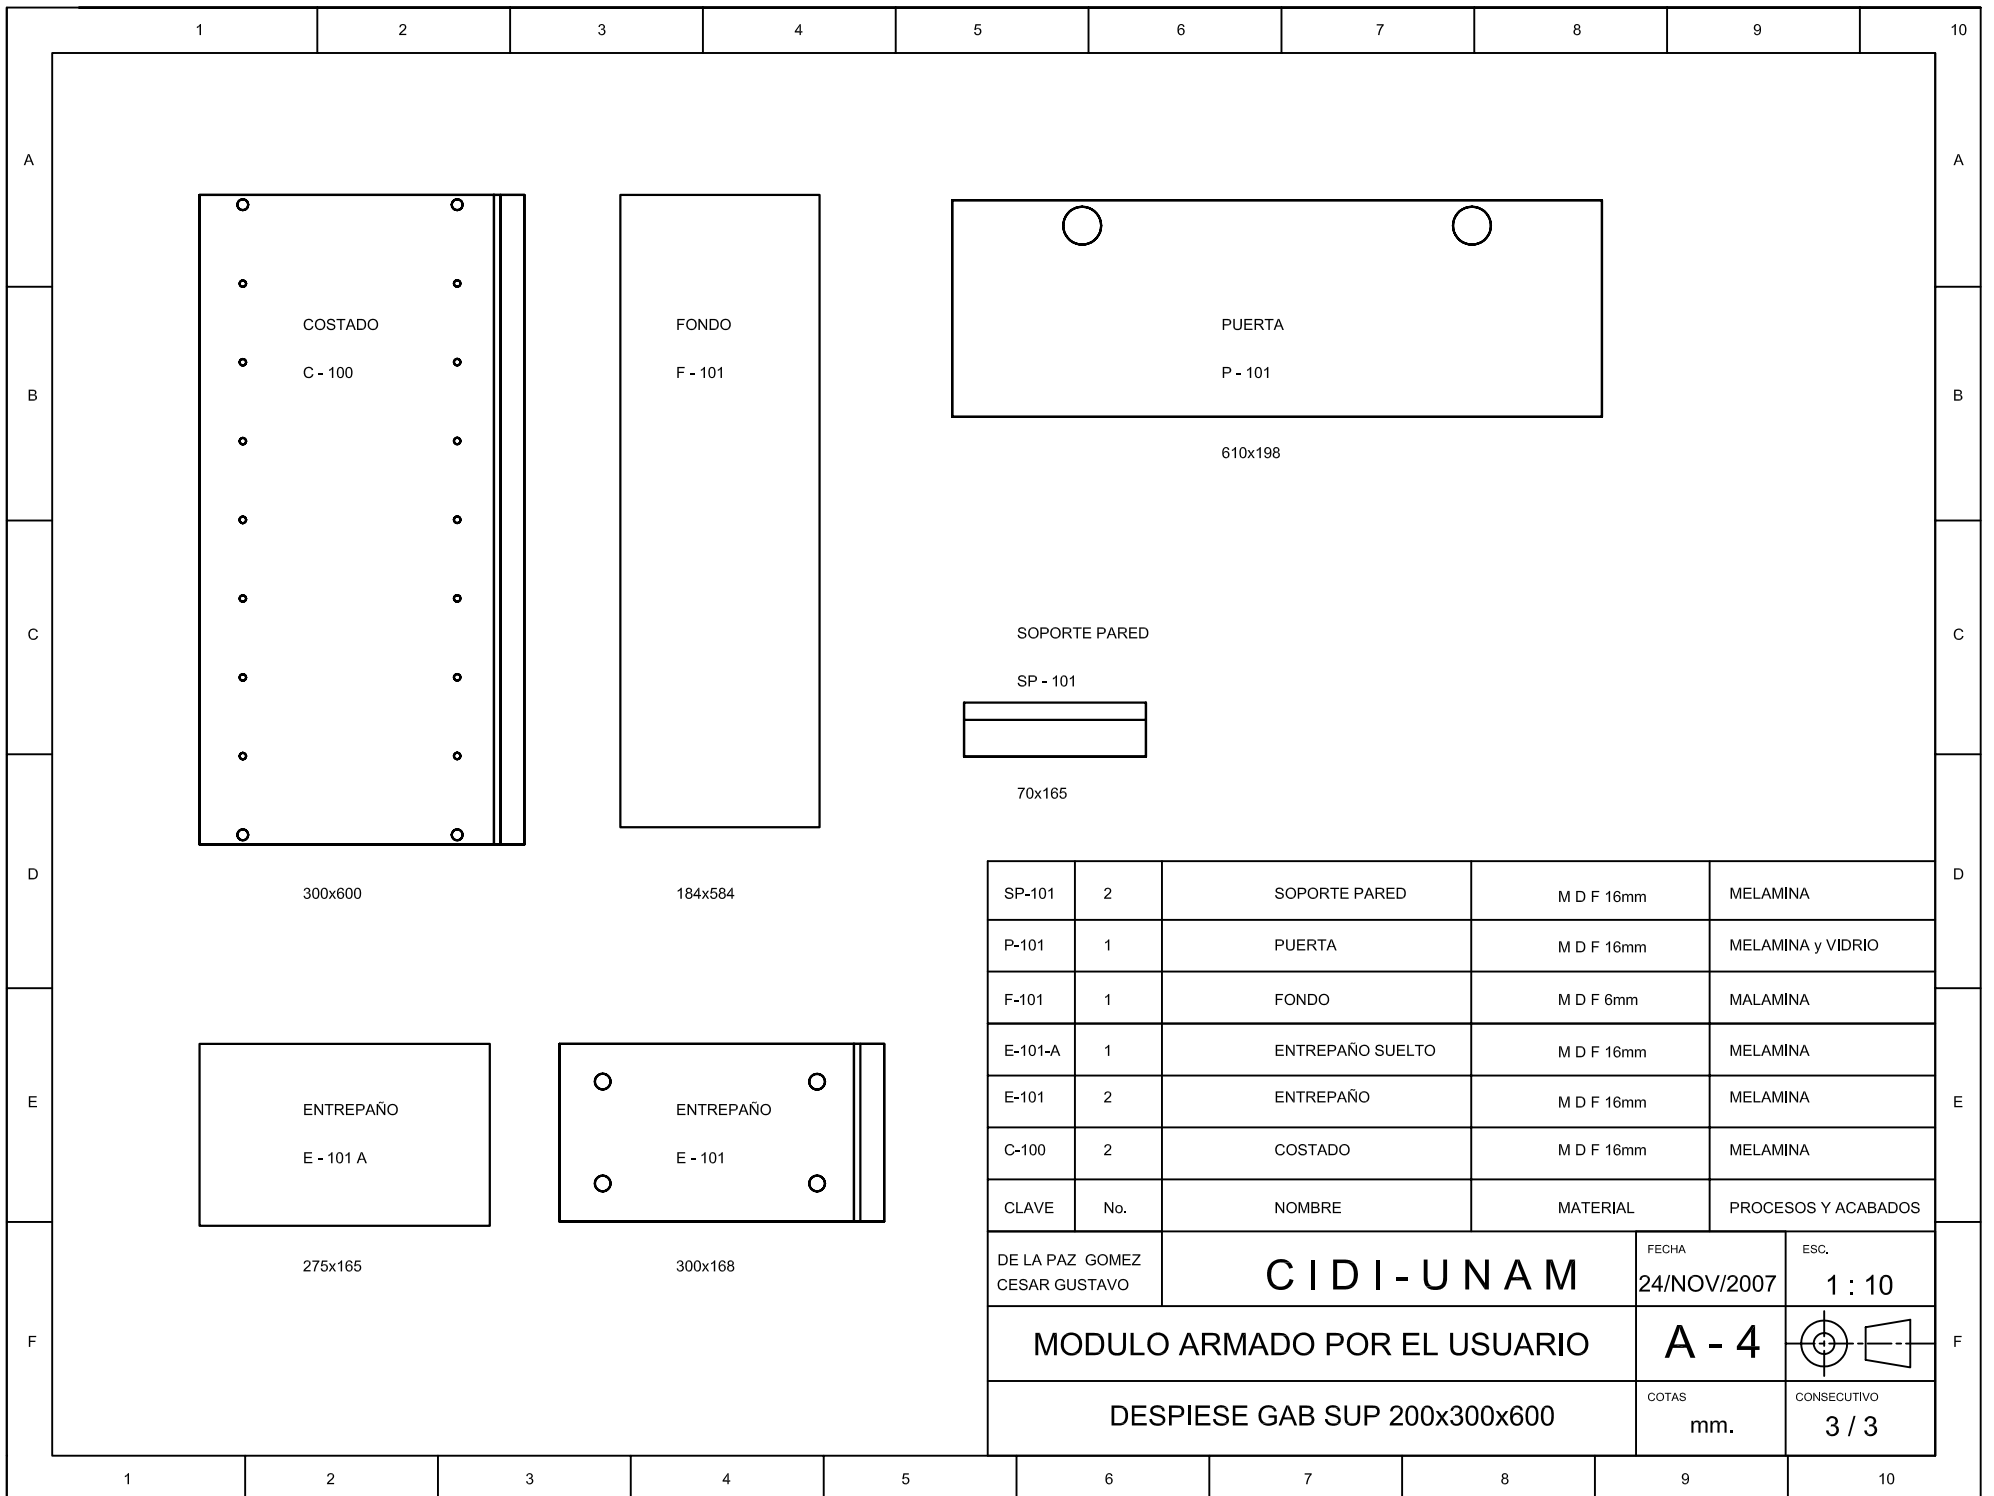 1 2 3 4 5 6 7 8 9 10
A A
B B
C C
D D
E E
F F
COSTADO
C - 100
300x600
FONDO
F - 101
184x584
PUERTA
P - 101
610x198
SOPORTE PARED
SP - 101
70x165
ENTREPAÑO
E - 101 A
275x165
ENTREPAÑO
E - 101
300x168
SP-101 2 SOPORTE PARED M D F 16mm MELAMINA
P-101 1 PUERTA M D F 16mm MELAMINA y VIDRIO
F-101 1 FONDO M D F 6mm MALAMINA
E-101-A 1 ENTREPAÑO SUELTO M D F 16mm MELAMINA
E-101 2 ENTREPAÑO M D F 16mm MELAMINA
C-100 2 COSTADO M D F 16mm MELAMINA
CLAVE No. NOMBRE MATERIAL PROCESOS Y ACABADOS
DE LA PAZ GOMEZ
CESAR GUSTAVO
C I D I - U N A M
FECHA
24/NOV/2007
ESC.
1 : 10
MODULO ARMADO POR EL USUARIO
A - 4
DESPIESE GAB SUP 200x300x600
COTAS
mm.
CONSECUTIVO
3 / 3
1 2 3 4 5 6 7 8 9 10